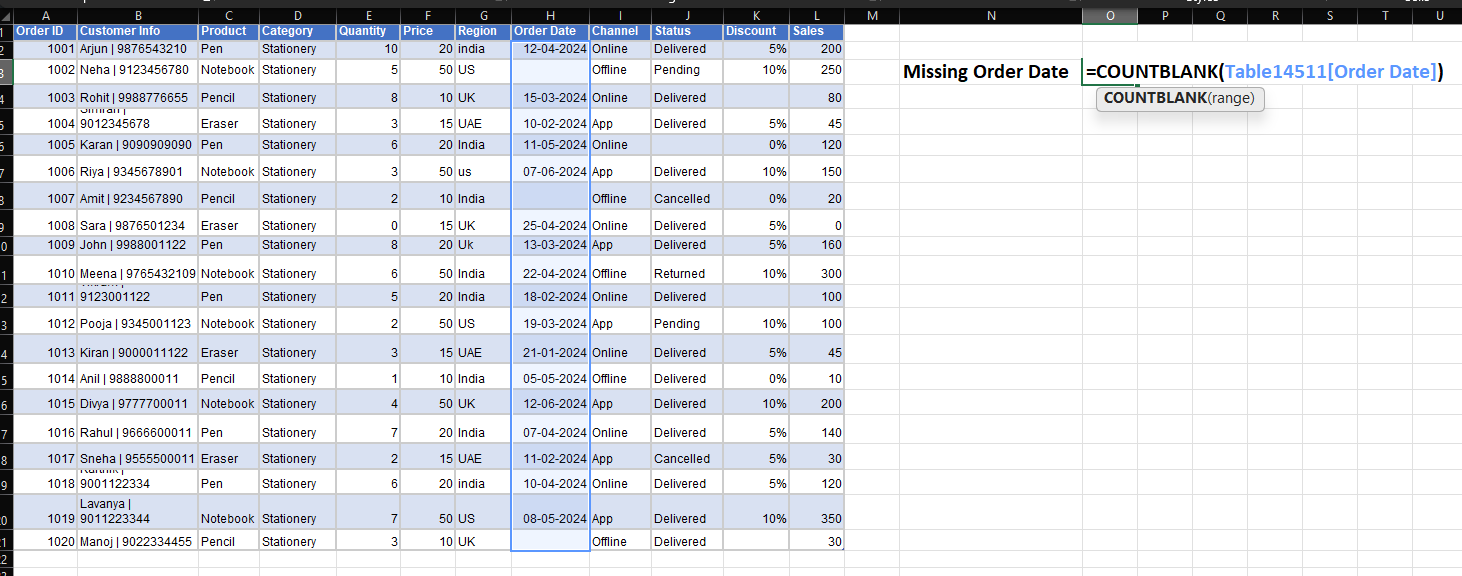 A B C D E F G H I J K L M N O P Q R S T U
Order ID Customer Info Product Category Quantity Price Region Order Date Channel Status Discount Sales
1001 Arjun | 9876543210 Pen Stationery 10 20 india 12-04-2024 Online Delivered 5% 200
1002 Neha | 9123456780 Notebook Stationery 5 50 US Offline Pending 10% 250
Missing Order Date =COUNTBLANK(Table14511[Order Date])
COUNTBLANK(range)
1003 Rohit | 9988776655 Pencil Stationery 8 10 UK 15-03-2024 Online Delivered 80
1004 9012345678 Eraser Stationery 3 15 UAE 10-02-2024 App Delivered 5% 45
1005 Karan | 9090909090 Pen Stationery 6 20 India 11-05-2024 Online 0% 120
1006 Riya | 9345678901 Notebook Stationery 3 50 us 07-06-2024 App Delivered 10% 150
1007 Amit | 9234567890 Pencil Stationery 2 10 India Offline Cancelled 0% 20
1008 Sara | 9876501234 Eraser Stationery 0 15 UK 25-04-2024 Online Delivered 5% 0
1009 John | 9988001122 Pen Stationery 8 20 Uk 13-03-2024 App Delivered 5% 160
1010 Meena | 9765432109 Notebook Stationery 6 50 India 22-04-2024 Offline Returned 10% 300
1011 9123001122 Pen Stationery 5 20 India 18-02-2024 Online Delivered 100
1012 Pooja | 9345001123 Notebook Stationery 2 50 US 19-03-2024 App Pending 10% 100
1013 Kiran | 9000011122 Eraser Stationery 3 15 UAE 21-01-2024 Online Delivered 5% 45
1014 Anil | 9888800011 Pencil Stationery 1 10 India 05-05-2024 Offline Delivered 0% 10
1015 Divya | 9777700011 Notebook Stationery 4 50 UK 12-06-2024 App Delivered 10% 200
1016 Rahul | 9666600011 Pen Stationery 7 20 India 07-04-2024 Online Delivered 5% 140
1017 Sneha | 9555500011 Eraser Stationery 2 15 UAE 11-02-2024 App Cancelled 5% 30
1018 9001122334 Pen Stationery 6 20 india 10-04-2024 Online Delivered 5% 120
Lavanya |
1019 9011223344 Notebook Stationery 7 50 US 08-05-2024 App Delivered 10% 350
1020 Manoj | 9022334455 Pencil Stationery 3 10 UK Offline Delivered 30